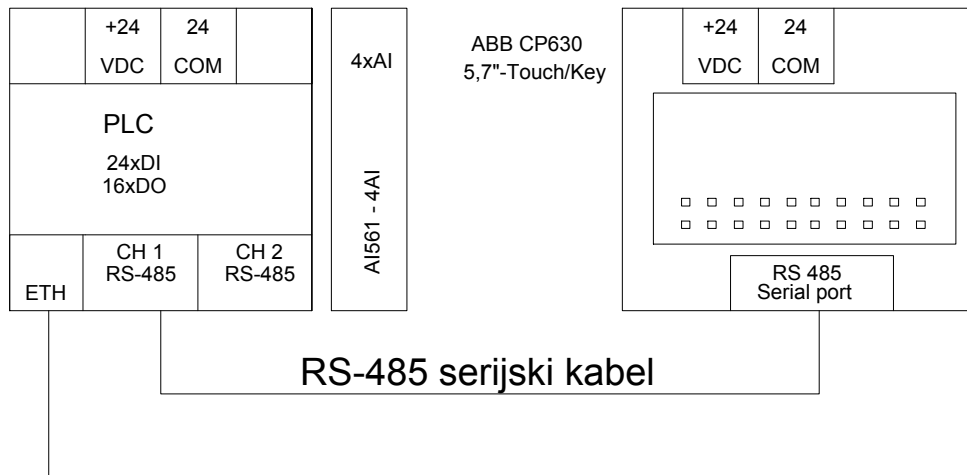 +24
VDC
24
COM
PLC
24xDI
16xDO
ETH
CH 1
RS-485
CH 2
RS-485
4xAI
AI561 - 4AI
ABB CP630
5,7"-Touch/Key
+24
VDC
24
COM
RS 485
Serial port
RS-485 serijski kabel